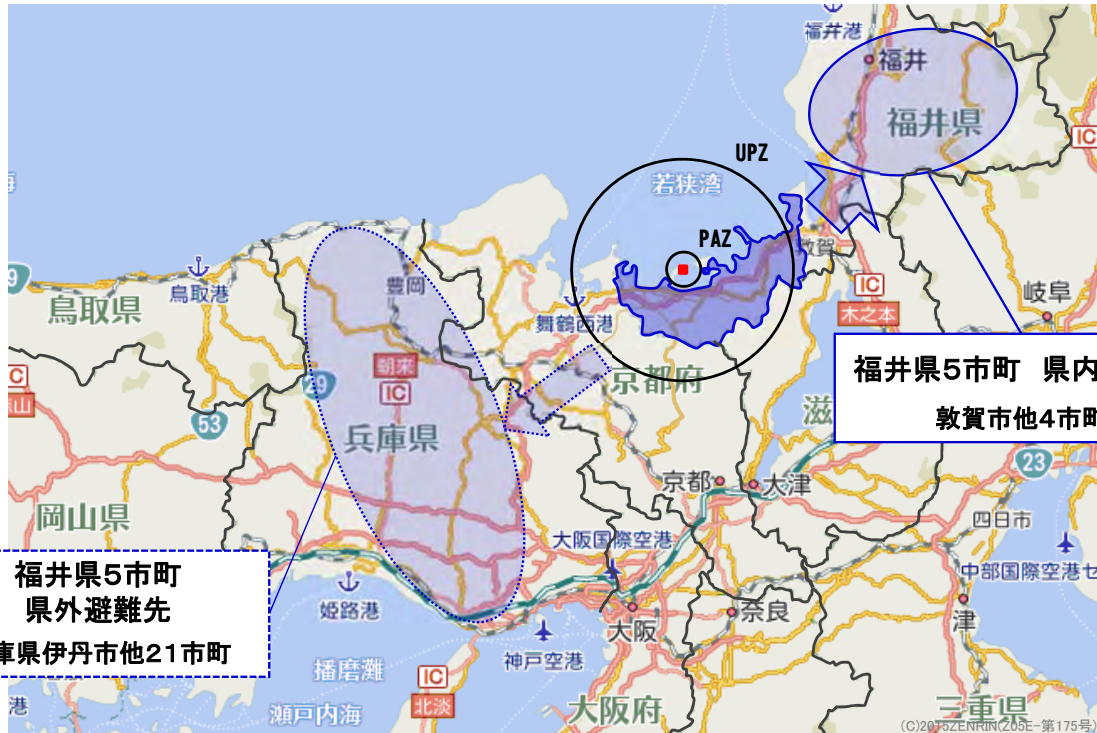 福井港
福井
福井県
IC
UPZ
若狭湾
PAZ
敦賀
鳥取港
鳥取県
豊岡
舞鶴西港
IC
木之本
岐阜
福井県5市町 県内
敦賀市他4市町
京都府
朝来
IC
29
兵庫県
53
IC
岡山県
滋
京都
大津
23
四日市
大阪国際空港
中部国際空港セ
福井県5市町
県外避難先
庫県伊丹市他21市町
姫路港
大阪
奈良
津
神戸空港
播磨灘
IC
北淡
港
瀬戸内海
大阪府
三重県
(C)2015ZENRIN(Z05E-第175号)